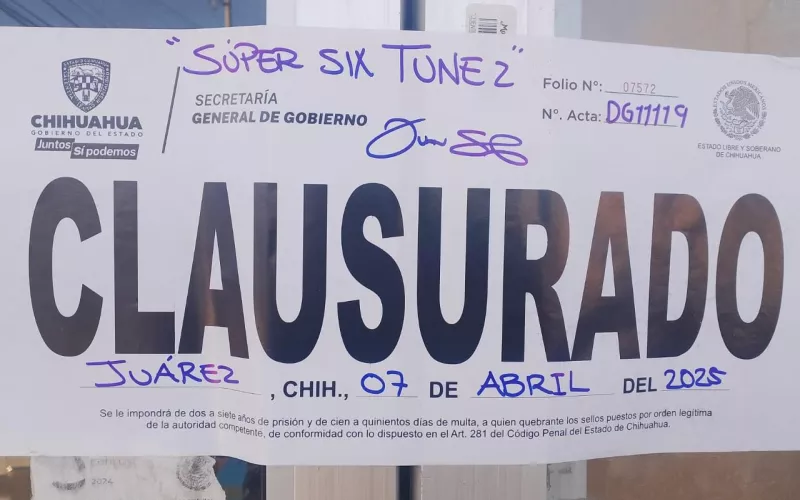 "SÚPER SIX TUNE 2"
CHIHUAHUA
GOBIERNO DEL ESTADO
Juntos Sí podemos
SECRETARÍA
GENERAL DE GOBIERNO
Folio Nº: 07572
Nº. Acta: DG11119
ESTADO LIBRE Y SOBERANO
DE CHIHUAHUA
CLAUSURADO
JUÁREZ, CHIH., 07 DE ABRIL DEL 2025
Se le impondrá de dos a siete años de prisión y de cien a quinientos días de multa, a quien quebrante los sellos puestos por orden legítima
de la autoridad competente, de conformidad con lo dispuesto en el Art. 281 del Código Penal del Estado de Chihuahua.
2024